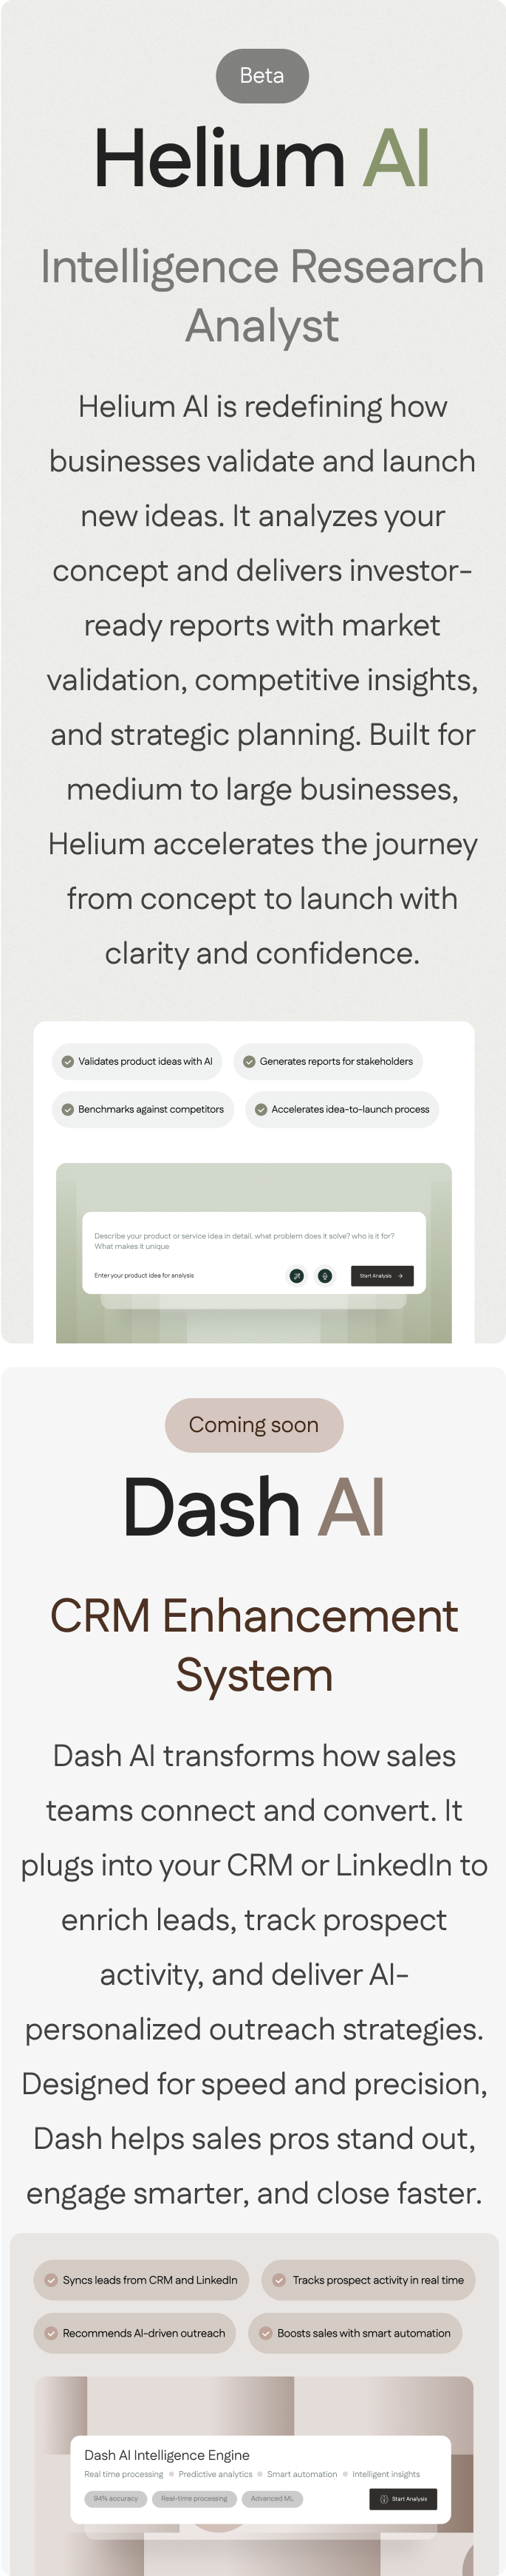 Beta
Helium AI
Intelligence Research
Analyst
Helium AI is redefining how
businesses validate and launch
new ideas. It analyzes your
concept and delivers investor-
ready reports with market
validation, competitive insights,
and strategic planning. Built for
medium to large businesses,
Helium accelerates the journey
from concept to launch with
clarity and confidence.
Validates product ideas with AI
Generates reports for stakeholders
Benchmarks against competitors
Accelerates idea-to-launch process
Describe your product or service idea in detail. what problem does it solve? who is it for?
What makes it unique
Enter your product idea for analysis
Start Analysis
Coming soon
Dash AI
CRM Enhancement
System
Dash AI transforms how sales
teams connect and convert. It
plugs into your CRM or LinkedIn to
enrich leads, track prospect
activity, and deliver AI-
personalized outreach strategies.
Designed for speed and precision,
Dash helps sales pros stand out,
engage smarter, and close faster.
Syncs leads from CRM and LinkedIn
Tracks prospect activity in real time
Recommends AI-driven outreach
Boosts sales with smart automation
Dash AI Intelligence Engine
Real time processing
Predictive analytics
Smart automation
Intelligent insights
94% accuracy
Real-time processing
Advanced ML
Start Analysis